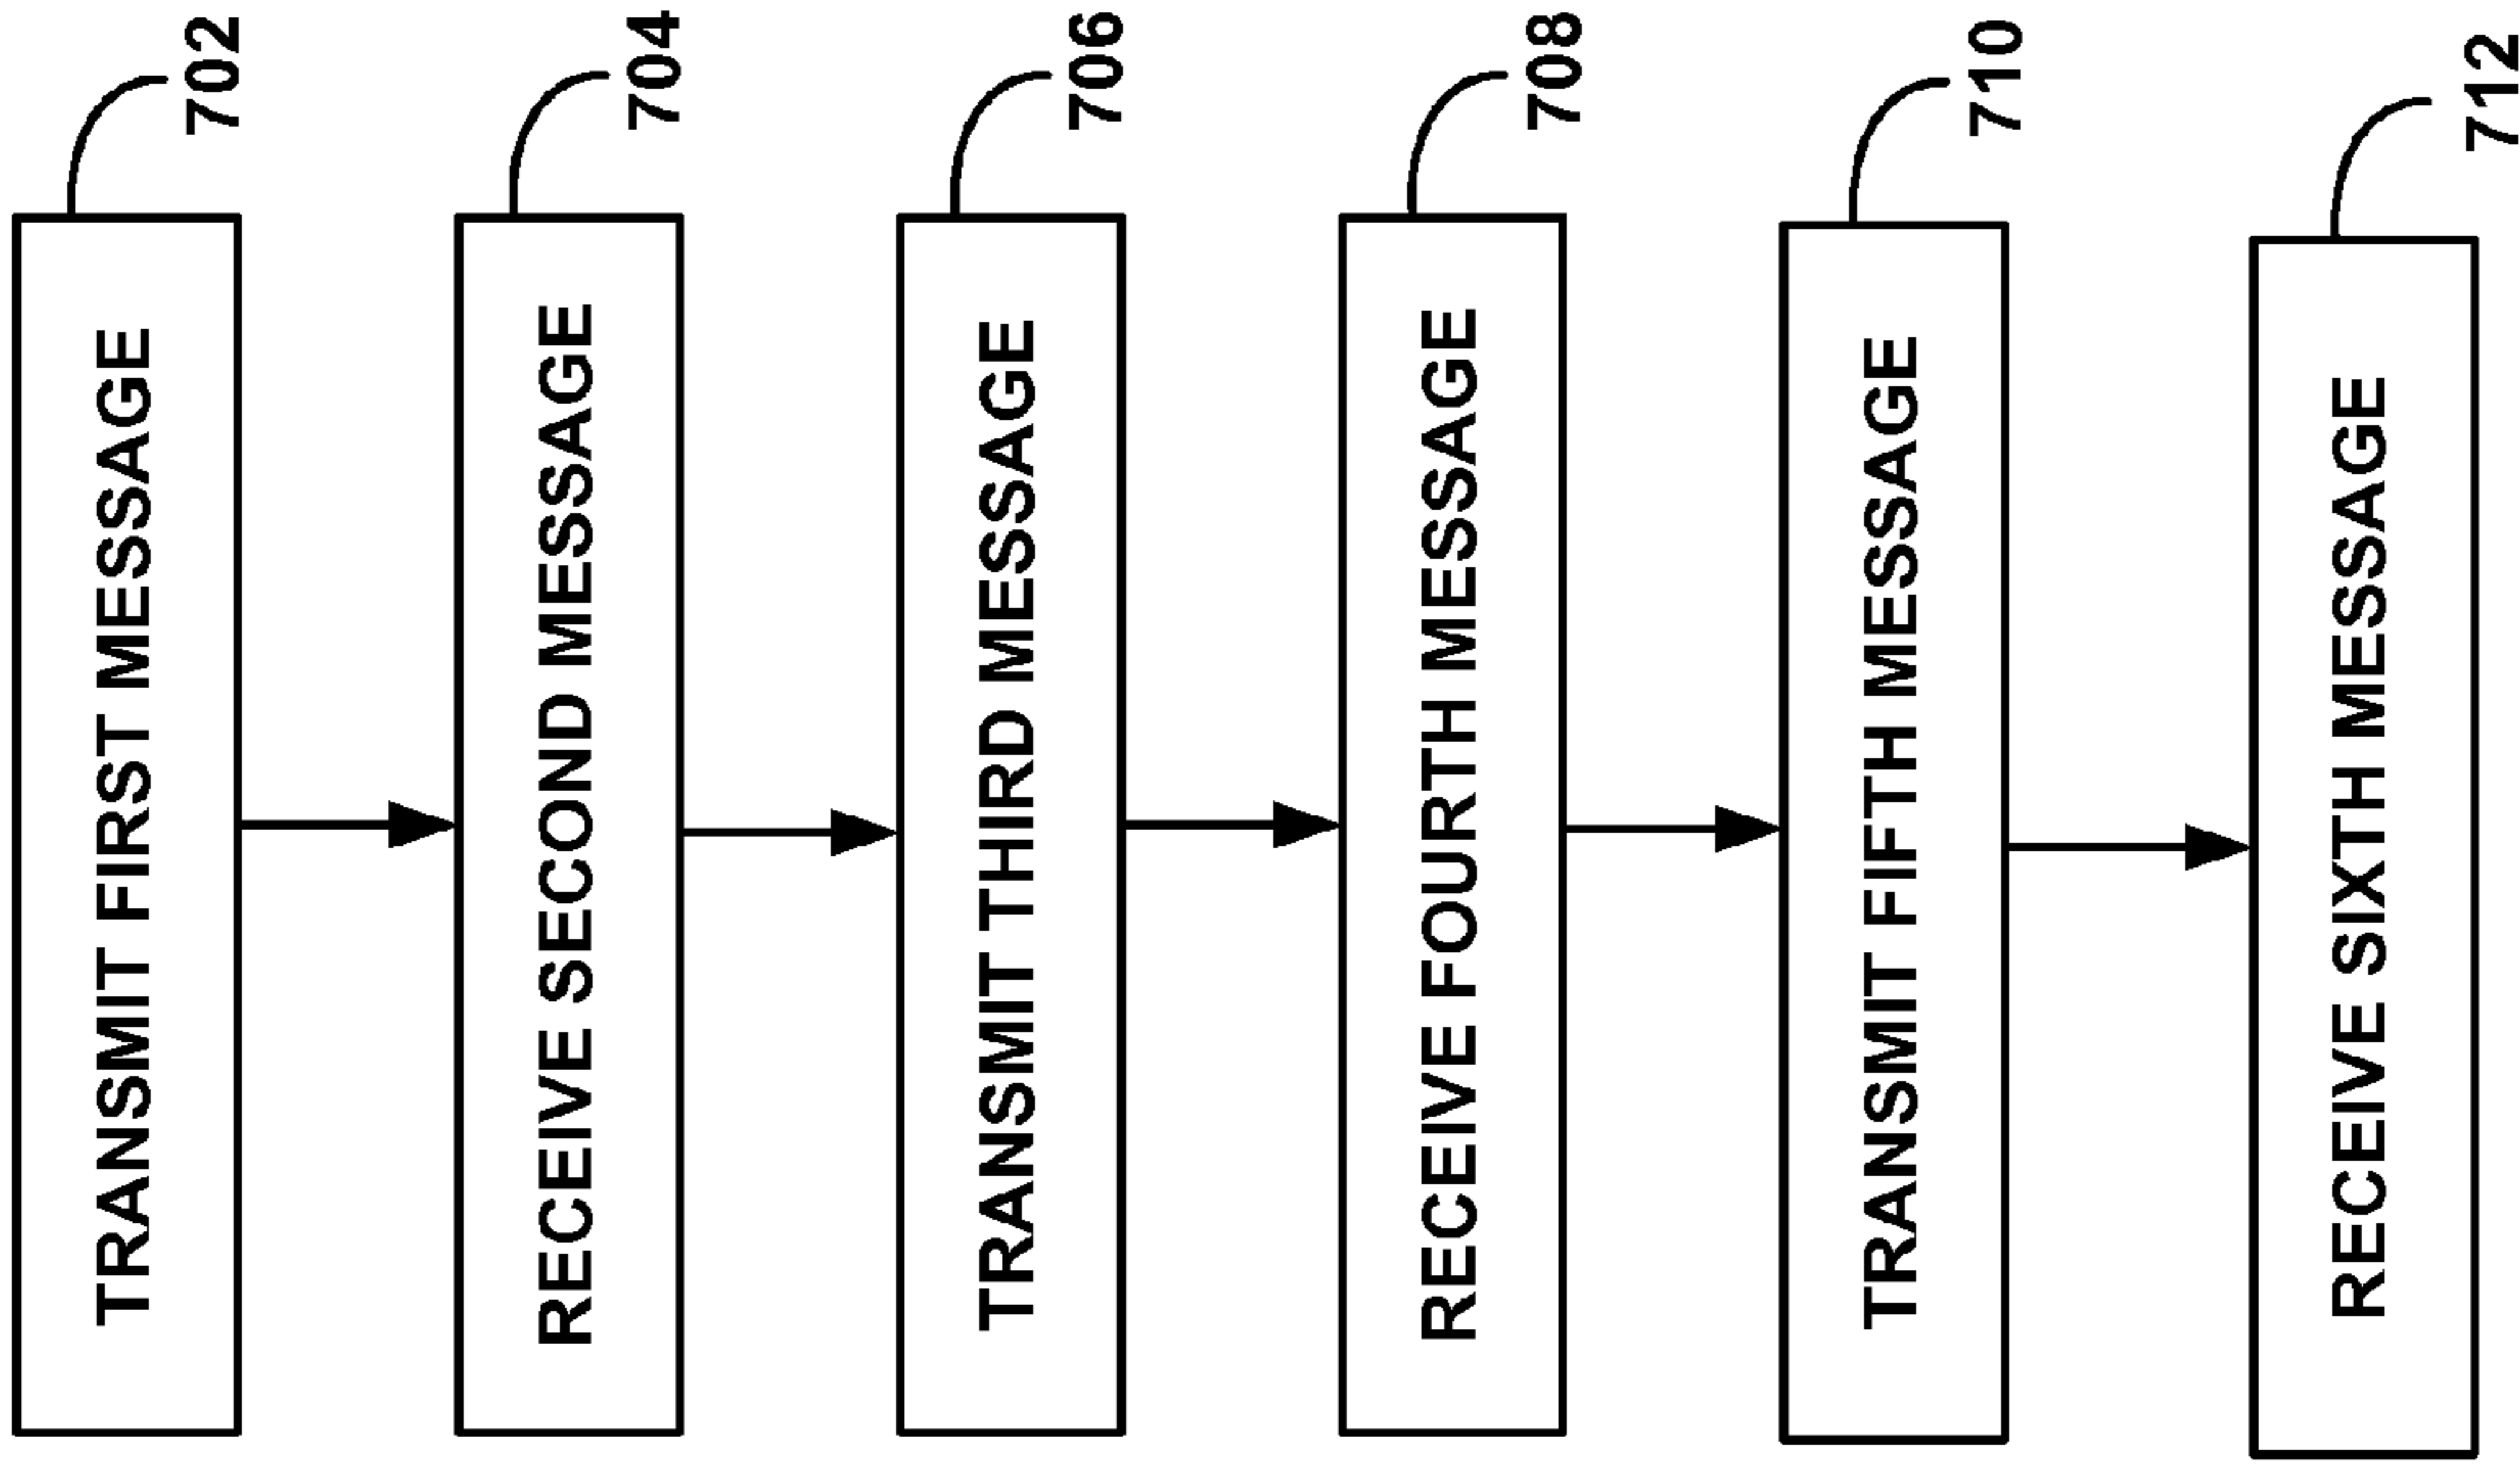 TRANSMIT FIRST MESSAGE
702
RECEIVE SECOND MESSAGE
704
TRANSMIT THIRD MESSAGE
706
RECEIVE FOURTH MESSAGE
708
TRANSMIT FIFTH MESSAGE
710
RECEIVE SIXTH MESSAGE
712